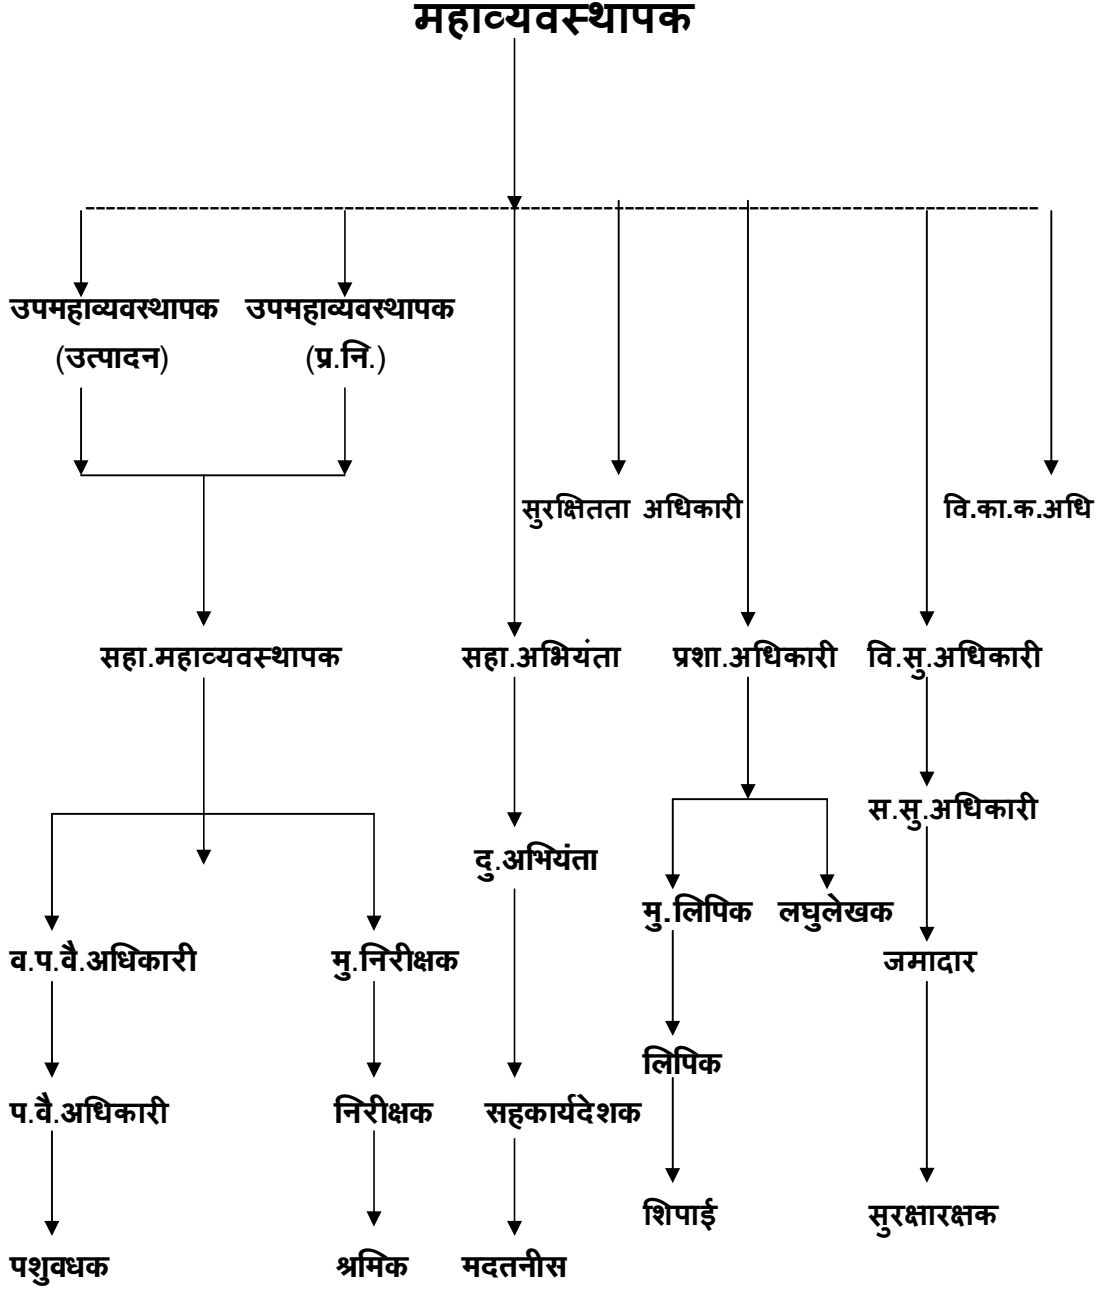 महाव्यवस्थापक
उपमहाव्यवस्थापक उपमहाव्यवस्थापक
(उत्पादन) (प्र.नि.)
सुरक्षितता अधिकारी वि.का.क.अधि
सहा.महाव्यवस्थापक सहा.अभियंता प्रशा.अधिकारी वि.सु.अधिकारी
स.सु.अधिकारी
दु.अभियंता
मु.लिपिक लघुलेखक
व.प.वै.अधिकारी मु.निरीक्षक जमादार
लिपिक
प.वै.अधिकारी निरीक्षक सहकार्यदेशक
शिपाई सुरक्षारक्षक
पशुवधक श्रमिक मदतनीस